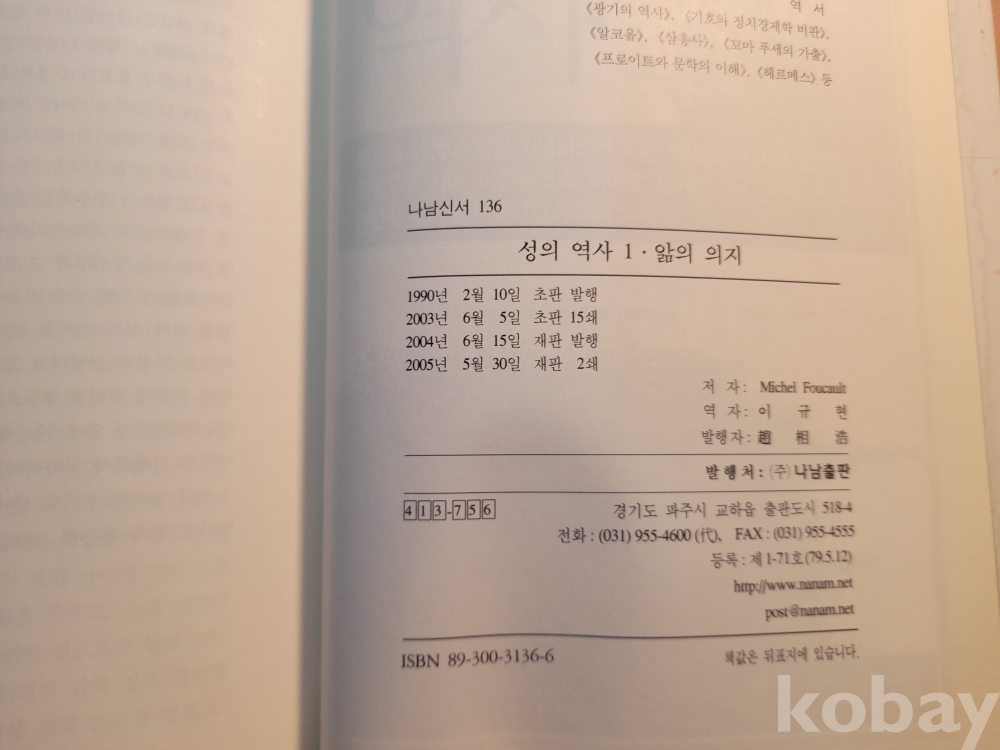 역 서
《광기의 역사》, 《기호의 정치경제학 비판》,
《알코올》, 《삼총사》, 《꼬마 푸세의 가출》,
《프로이트와 문학의 이해》, 《헤르메스》 등
나남신서 136
성의 역사 1 · 앎의 의지
1990년 2월 10일 초판 발행
2003년 6월 5일 초판 15쇄
2004년 6월 15일 재판 발행
2005년 5월 30일 재판 2쇄
저 자: Michel Foucault
역 자: 이 규 현
발행자: 趙 相 浩
발행처: (주) 나남출판
413-756 경기도 파주시 교하읍 출판도시 518-4
전화 : (031) 955-4600 (代), FAX : (031) 955-4555
등록 : 제 1-71호(79.5.12)
http://www.nanam.net
post@nanam.net
ISBN 89-300-3136-6 책값은 뒤표지에 있습니다.
kobay